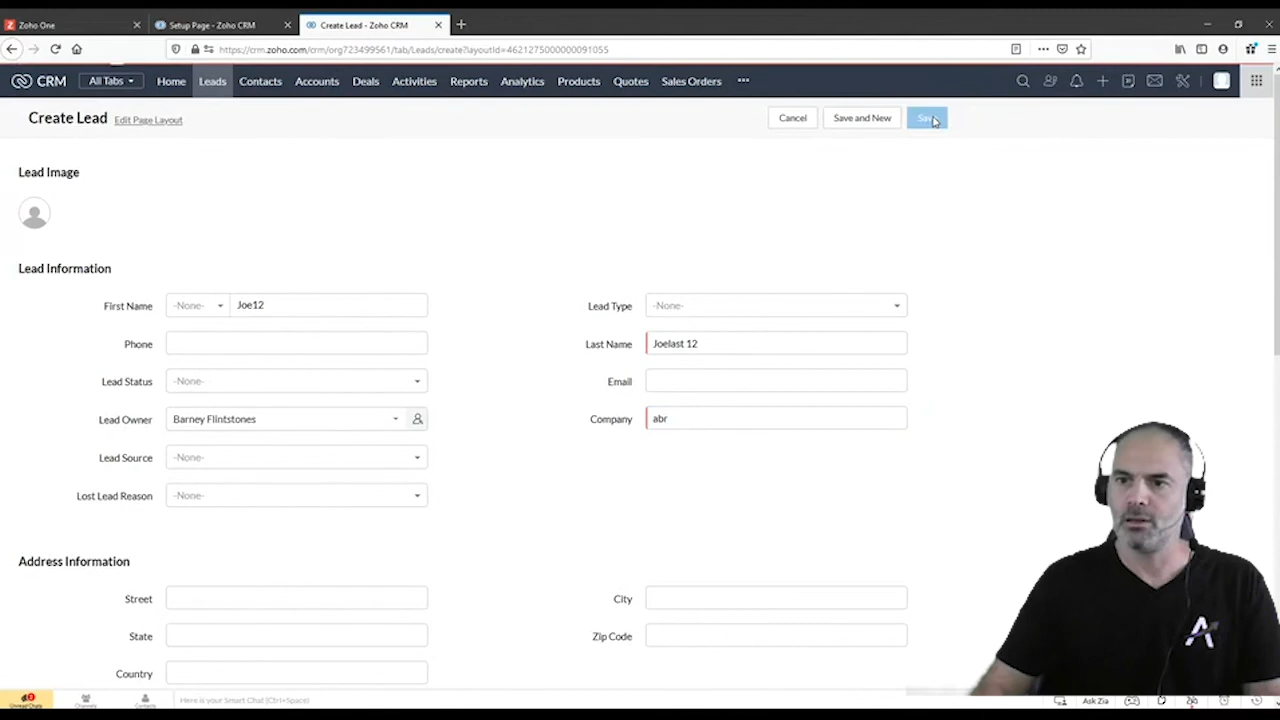 Zoho One
Setup Page - Zoho CRM
Create Lead - Zoho CRM
https://crm.zoho.com/crm/org723499561/tab/Leads/create?layoutId=4621275000000091055
CRM All Tabs Home Leads Contacts Accounts Deals Activities Reports Analytics Products Quotes Sales Orders
Create Lead Edit Page Layout Cancel Save and New Save
Lead Image
Lead Information
First Name -None- Joe12 Lead Type -None-
Phone Last Name Joelast 12
Lead Status -None- Email
Lead Owner Barney Flintstones Company abr
Lead Source -None-
Lost Lead Reason -None-
Address Information
Street City
State Zip Code
Country
Unread Chats Channels Contacts Here is your Smart Chat (Ctrl+Space) Ask Zia